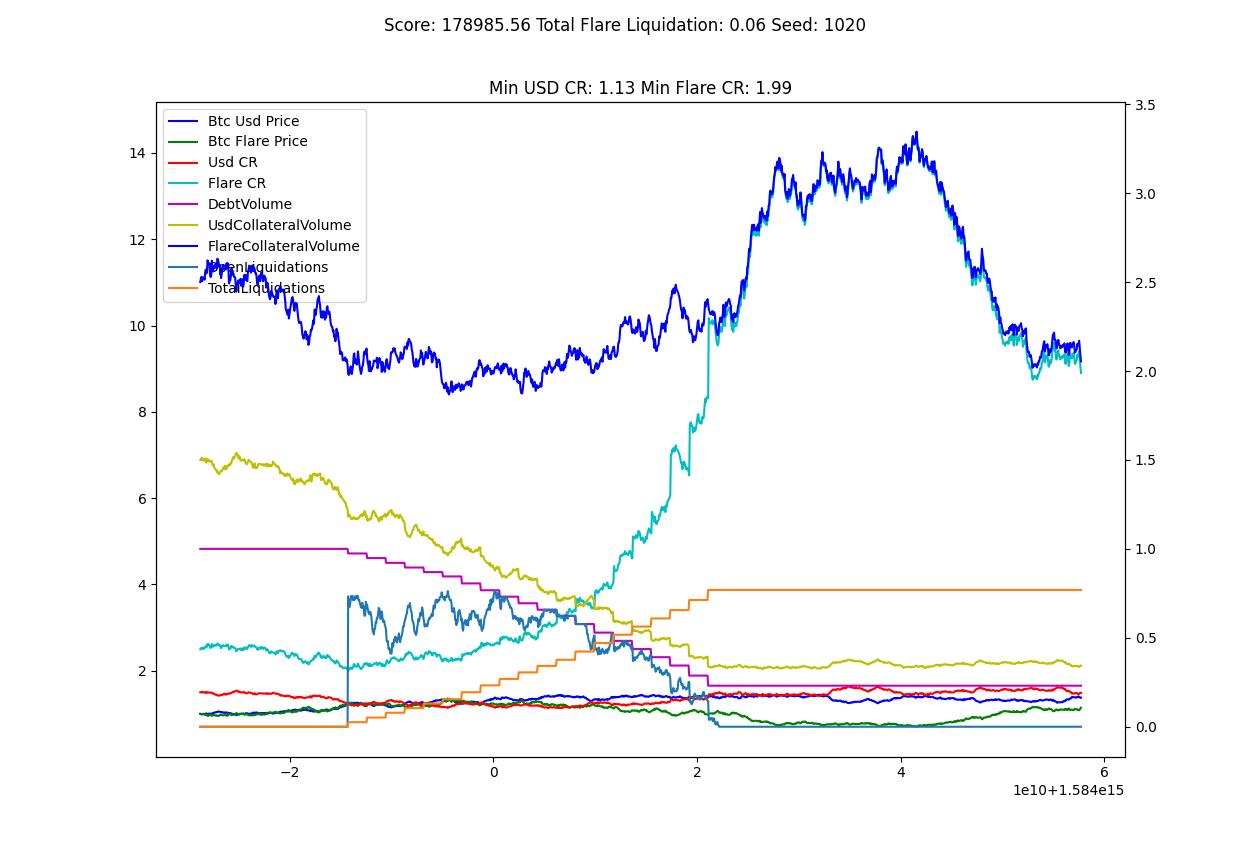 Score: 178985.56 Total Flare Liquidation: 0.06 Seed: 1020
Min USD CR: 1.13 Min Flare CR: 1.99
Btc Usd Price
Btc Flare Price
Usd CR
Flare CR
DebtVolume
UsdCollateralVolume
FlareCollateralVolume
OpenLiquidations
TotalLiquidations
14
12
10
8
6
4
2
3.5
3.0
2.5
2.0
1.5
1.0
0.5
0.0
−2
0
2
4
6
1e10+1.584e15